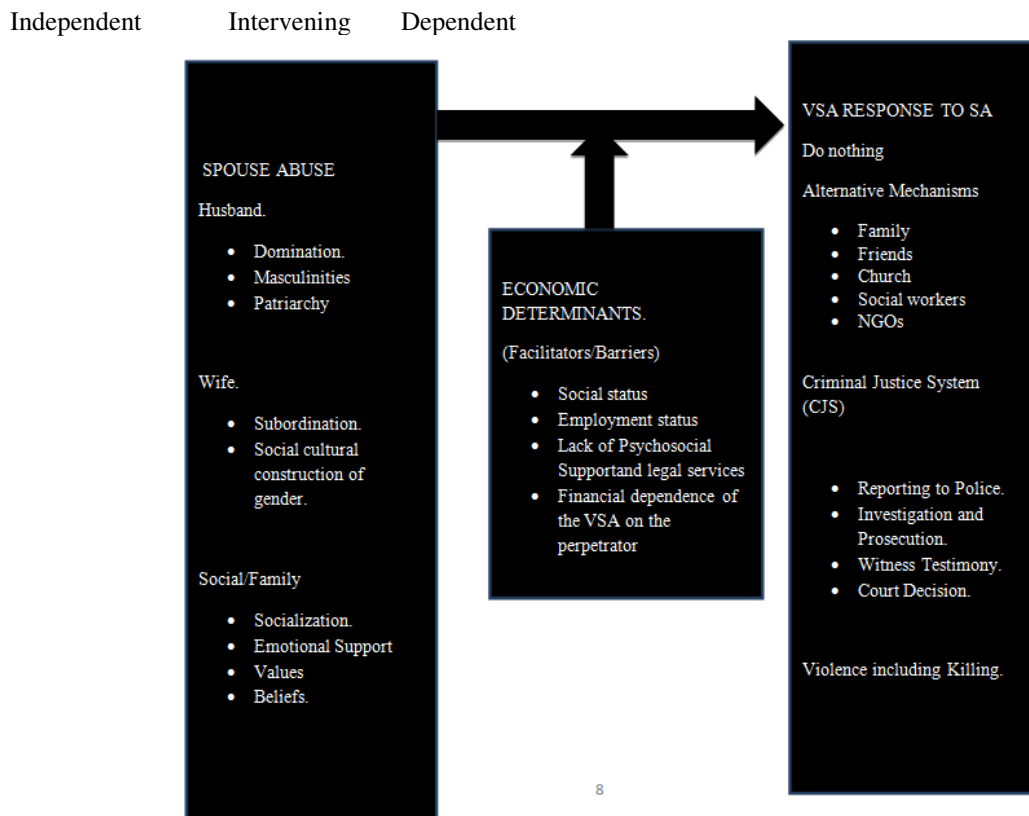 Independent Intervening Dependent
SPOUSE ABUSE
Husband.
• Domination.
• Masculinities
• Patriarchy
Wife.
• Subordination.
• Social cultural
construction of
gender.
Social/Family
• Socialization.
• Emotional Support
• Values
• Beliefs.
ECONOMIC
DETERMINANTS.
(Facilitators/Barriers)
• Social status
• Employment status
• Lack of Psychosocial
Supportand legal services
• Financial dependence of
the VSA on the
perpetrator
VSA RESPONSE TO SA
Do nothing
Alternative Mechanisms
• Family
• Friends
• Church
• Social workers
• NGOs
Criminal Justice System
(CJS)
• Reporting to Police.
• Investigation and
Prosecution.
• Witness Testimony.
• Court Decision.
Violence including Killing.
8